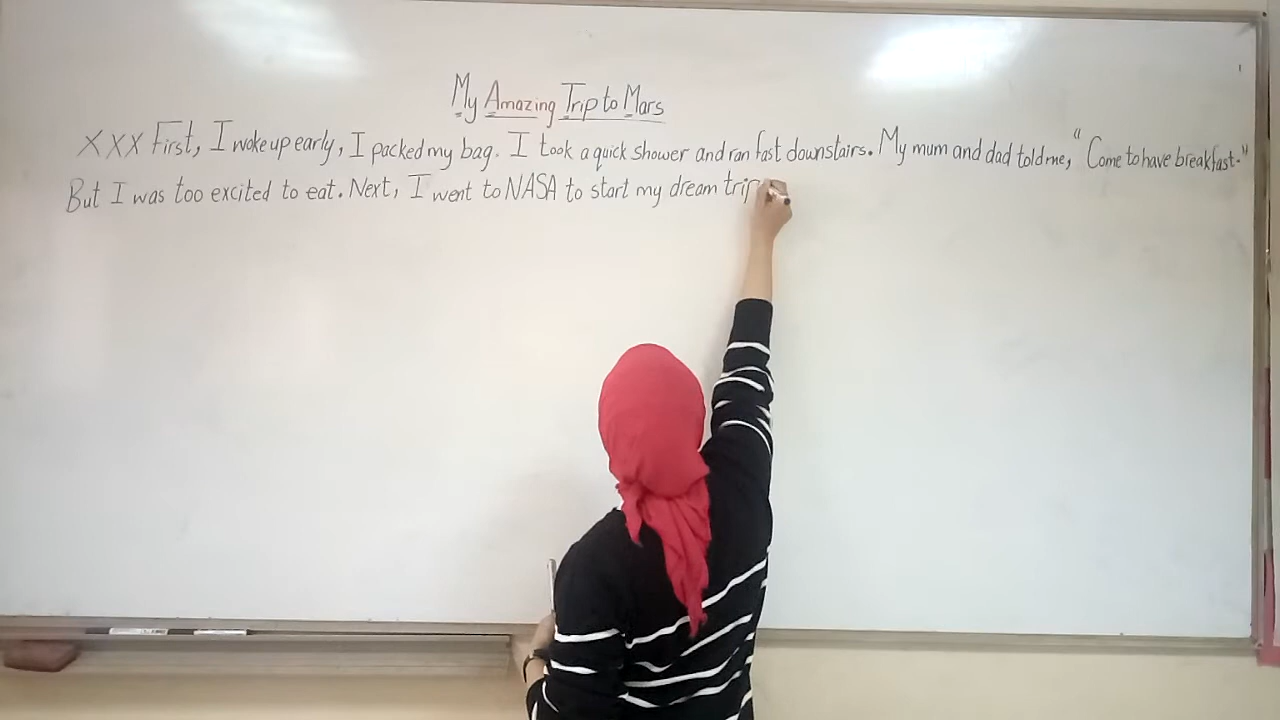 My Amazing Trip to Mars
XXX First, I woke up early, I packed my bag. I took a quick shower and ran fast downstairs. My mum and dad told me, "Come to have breakfast."
But I was too excited to eat. Next, I went to NASA to start my dream trip